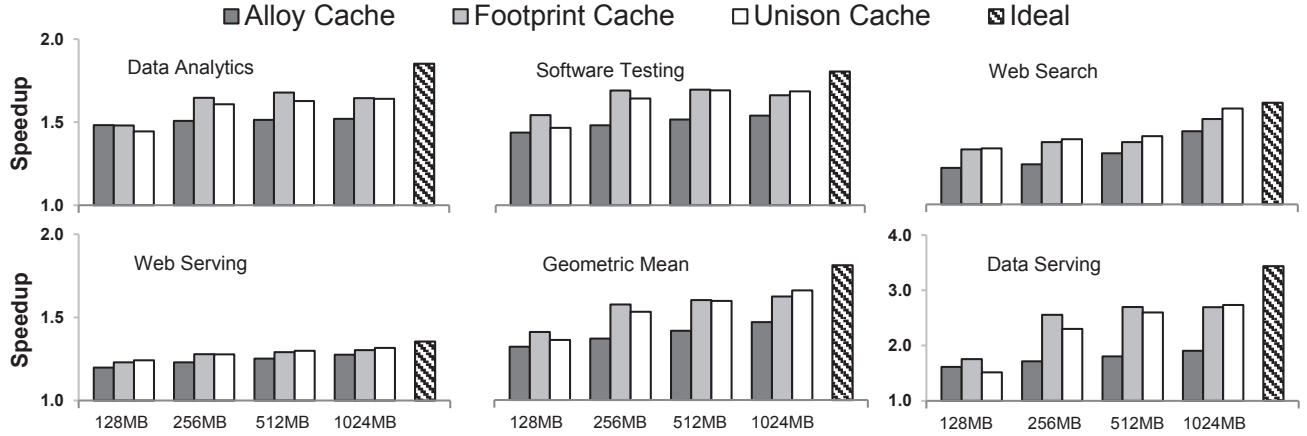 Alloy Cache Footprint Cache Unison Cache Ideal
2.0
1.5
1.0
Speedup
Data Analytics
Software Testing
Web Search
2.0
1.5
1.0
Speedup
Web Serving
128MB 256MB 512MB 1024MB
Geometric Mean
128MB 256MB 512MB 1024MB
4.0
3.0
2.0
1.0
Data Serving
128MB 256MB 512MB 1024MB